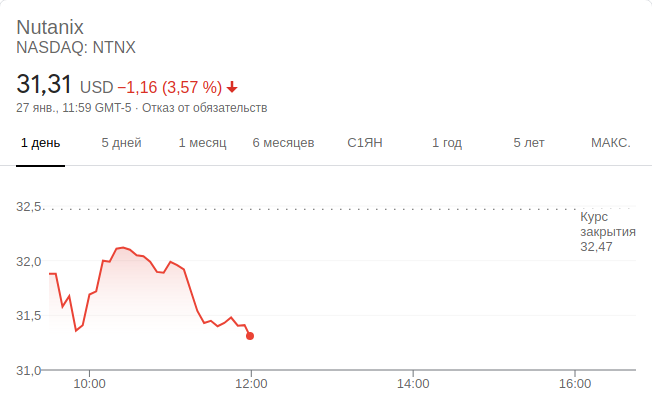 Nutanix
NASDAQ: NTNX
31,31 USD −1,16 (3,57 %)
27 янв., 11:59 GMT-5 · Отказ от обязательств
1 день 5 дней 1 месяц 6 месяцев С1ЯН 1 год 5 лет МАКС.
32,5
Курс
закрытия
32,47
32,0
31,5
31,0
10:00 12:00 14:00 16:00